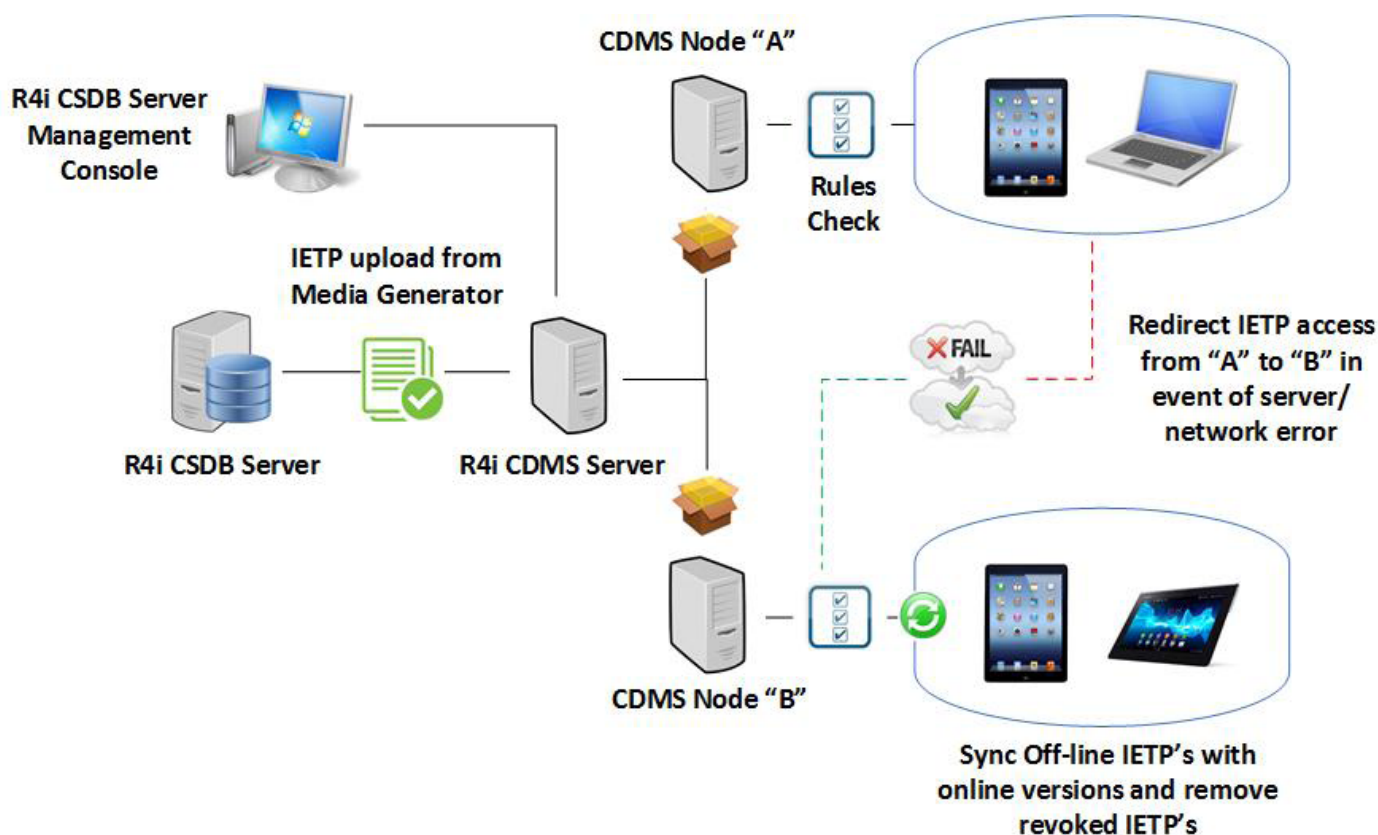 CDMS Node “A”
R4i CSDB Server
Management
Console
Rules
Check
IETP upload from
Media Generator
FAIL
Redirect IETP access
from “A” to “B” in
event of server/
network error
R4i CSDB Server
R4i CDMS Server
CDMS Node “B”
Sync Off-line IETP’s with
online versions and remove
revoked IETP’s